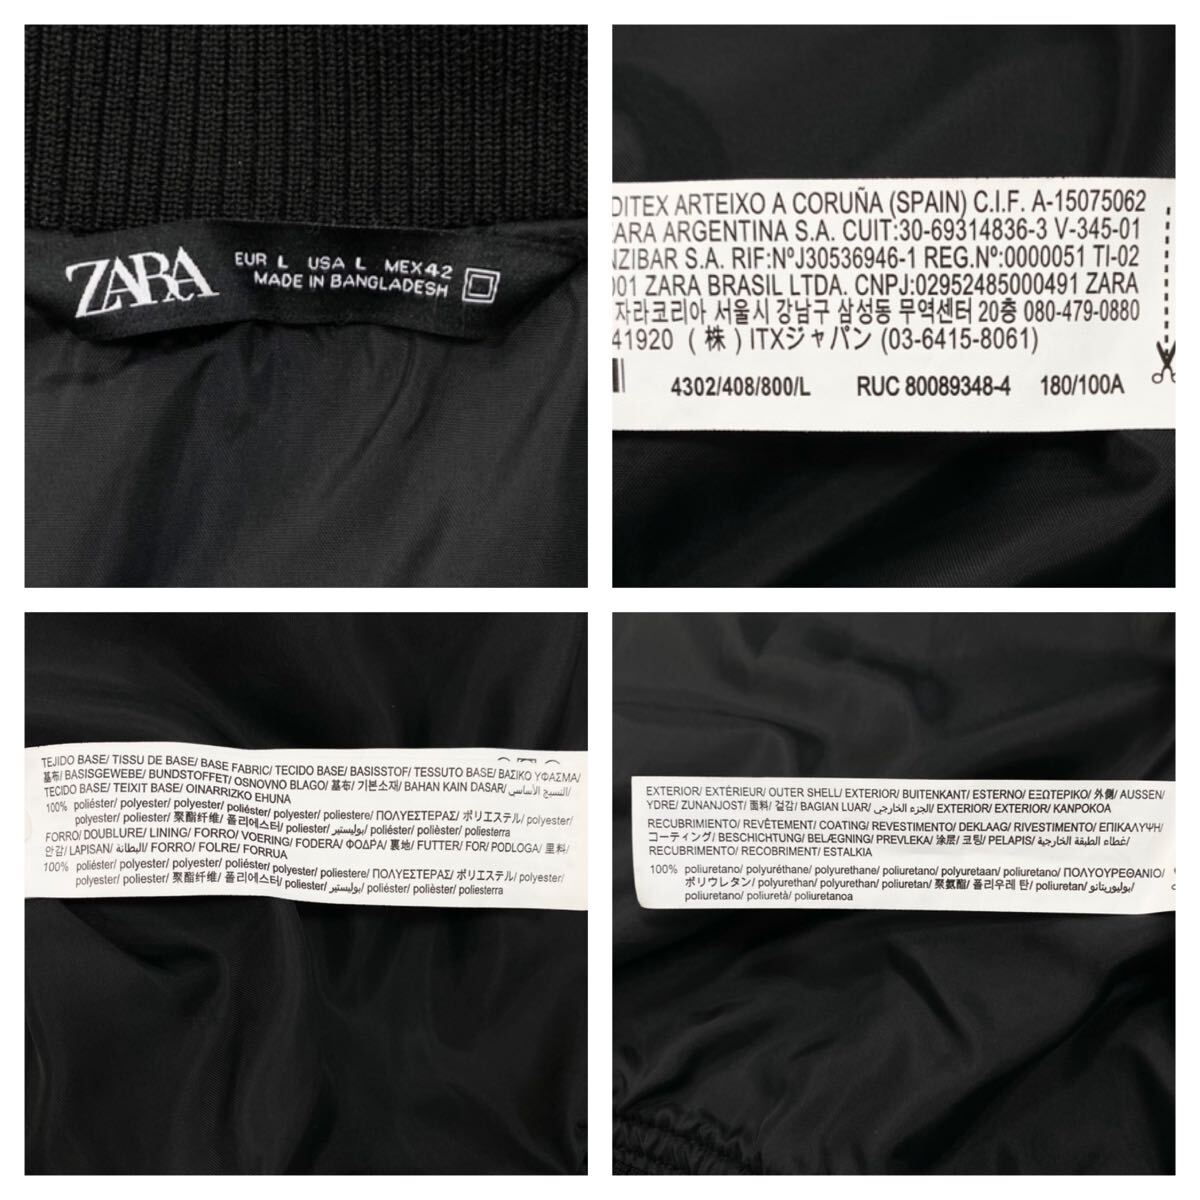 ZARA
EUR L USA L MEX 42
MADE IN BANGLADESH
DITEX ARTEIXO A CORUÑA (SPAIN) C.I.F. A-15075062
ZARA ARGENTINA S.A. CUIT:30-69314836-3 V-345-01
NZIBAR S.A. RIF:NºJ30536946-1 REG.Nº:0000051 TI-02
001 ZARA BRASIL LTDA. CNPJ:02952485000491 ZARA
자라코리아 서울시 강남구 삼성동 무역센터 20층 080-479-0880
41920 (株) ITXジャパン (03-6415-8061)
4302/408/800/L RUC 80089348-4 180/100A
TEJIDO BASE/ TISSU DE BASE/ BASE FABRIC/ TECIDO BASE/ BASISSTOF/ TESSUTO BASE/ ΒΑΣΙΚΟ ΥΦΑΣΜΑ/
基布/ BASISGEWEBE/ BUNDSTOFFET/ OSNOVNO BLAGO/ 基布/ 기본소재/ BAHAN KAIN DASAR/ النسيج الأساسي/
TECIDO BASE/ TEIXIT BASE/ OINARRIZKO EHUNA
100% poliéster/ polyester/ polyester/ poliéster/ polyester/ poliestere/ ΠΟΛΥΕΣΤΕΡΑΣ/ ポリエステル/ polyester/
polyester/ poliester/ 聚酯纤维/ 폴리에스터/ poliester/ بوليستير/ poliéster/ polièster/ poliesterra
FORRO/ DOUBLURE/ LINING/ FORRO/ VOERING/ FODERA/ ΦΟΔΡΑ/ 裏地/ FUTTER/ FOR/ PODLOGA/ 里料/
안감/ LAPISAN/ البطانة/ FORRO/ FOLRE/ FORRUA
100% poliéster/ polyester/ polyester/ poliéster/ polyester/ poliestere/ ΠΟΛΥΕΣΤΕΡΑΣ/ ポリエステル/ polyester/
polyester/ poliester/ 聚酯纤维/ 폴리에스터/ poliester/ بوليستير/ poliéster/ polièster/ poliesterra
EXTERIOR/ EXTÉRIEUR/ OUTER SHELL/ EXTERIOR/ BUITENKANT/ ESTERNO/ ΕΞΩΤΕΡΙΚΟ/ 外側/ AUSSEN/
YDRE/ ZUNANJOST/ 面料/ 겉감/ BAGIAN LUAR/ الجزء الخارجي/ EXTERIOR/ EXTERIOR/ KANPOKOA
RECUBRIMIENTO/ REVÊTEMENT/ COATING/ REVESTIMENTO/ DEKLAAG/ RIVESTIMENTO/ ΕΠΙΚΑΛΥΨΗ/
コーティング/ BESCHICHTUNG/ BELÆGNING/ PREVLEKA/ 涂层/ 코팅/ PELAPIS/ غطاء الطبقة الخارجية/
RECUBRIMENTO/ RECOBRIMENT/ ESTALKIA
100% poliuretano/ polyuréthane/ polyurethane/ poliuretano/ polyuretaan/ poliuretano/ ΠΟΛΥΟΥΡΕΘΑΝΙΟ/
ポリウレタン/ polyurethan/ polyurethan/ poliuretan/ 聚氨酯/ 폴리우레탄/ poliuretan/ بوليوريثانو/
poliuretano/ poliuretà/ poliuretanoa